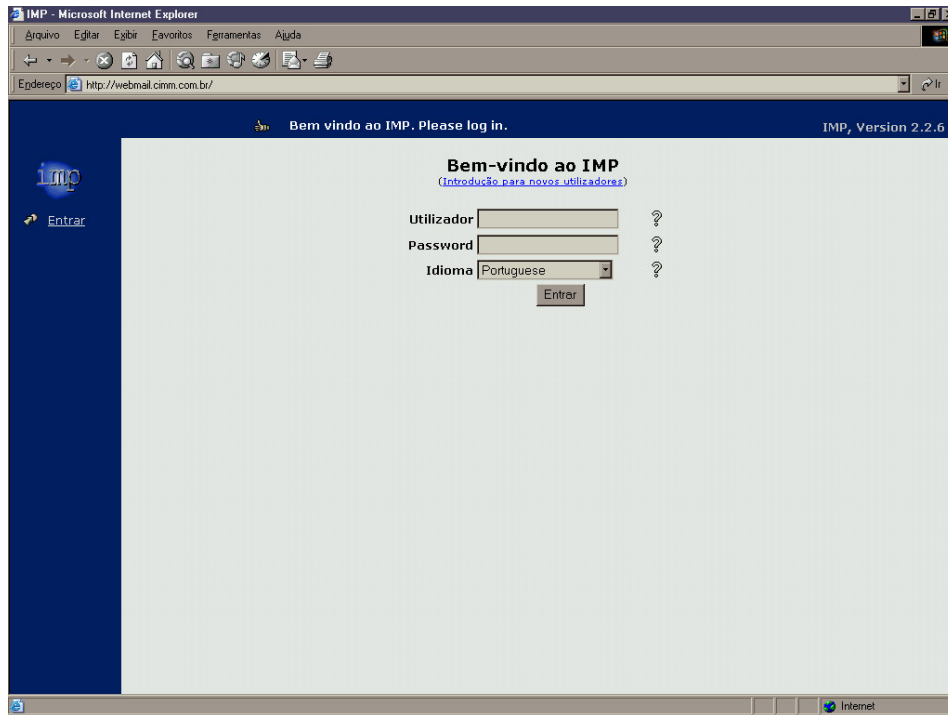 IMP - Microsoft Internet Explorer
Arquivo Editar Exibir Favoritos Ferramentas Ajuda
Endereço http://webmail.cimm.com.br/ Ir
Bem vindo ao IMP. Please log in. IMP, Version 2.2.6
imp
Entrar
Bem-vindo ao IMP
(Introdução para novos utilizadores)
Utilizador ?
Password ?
Idioma Portuguese ?
Entrar
Internet